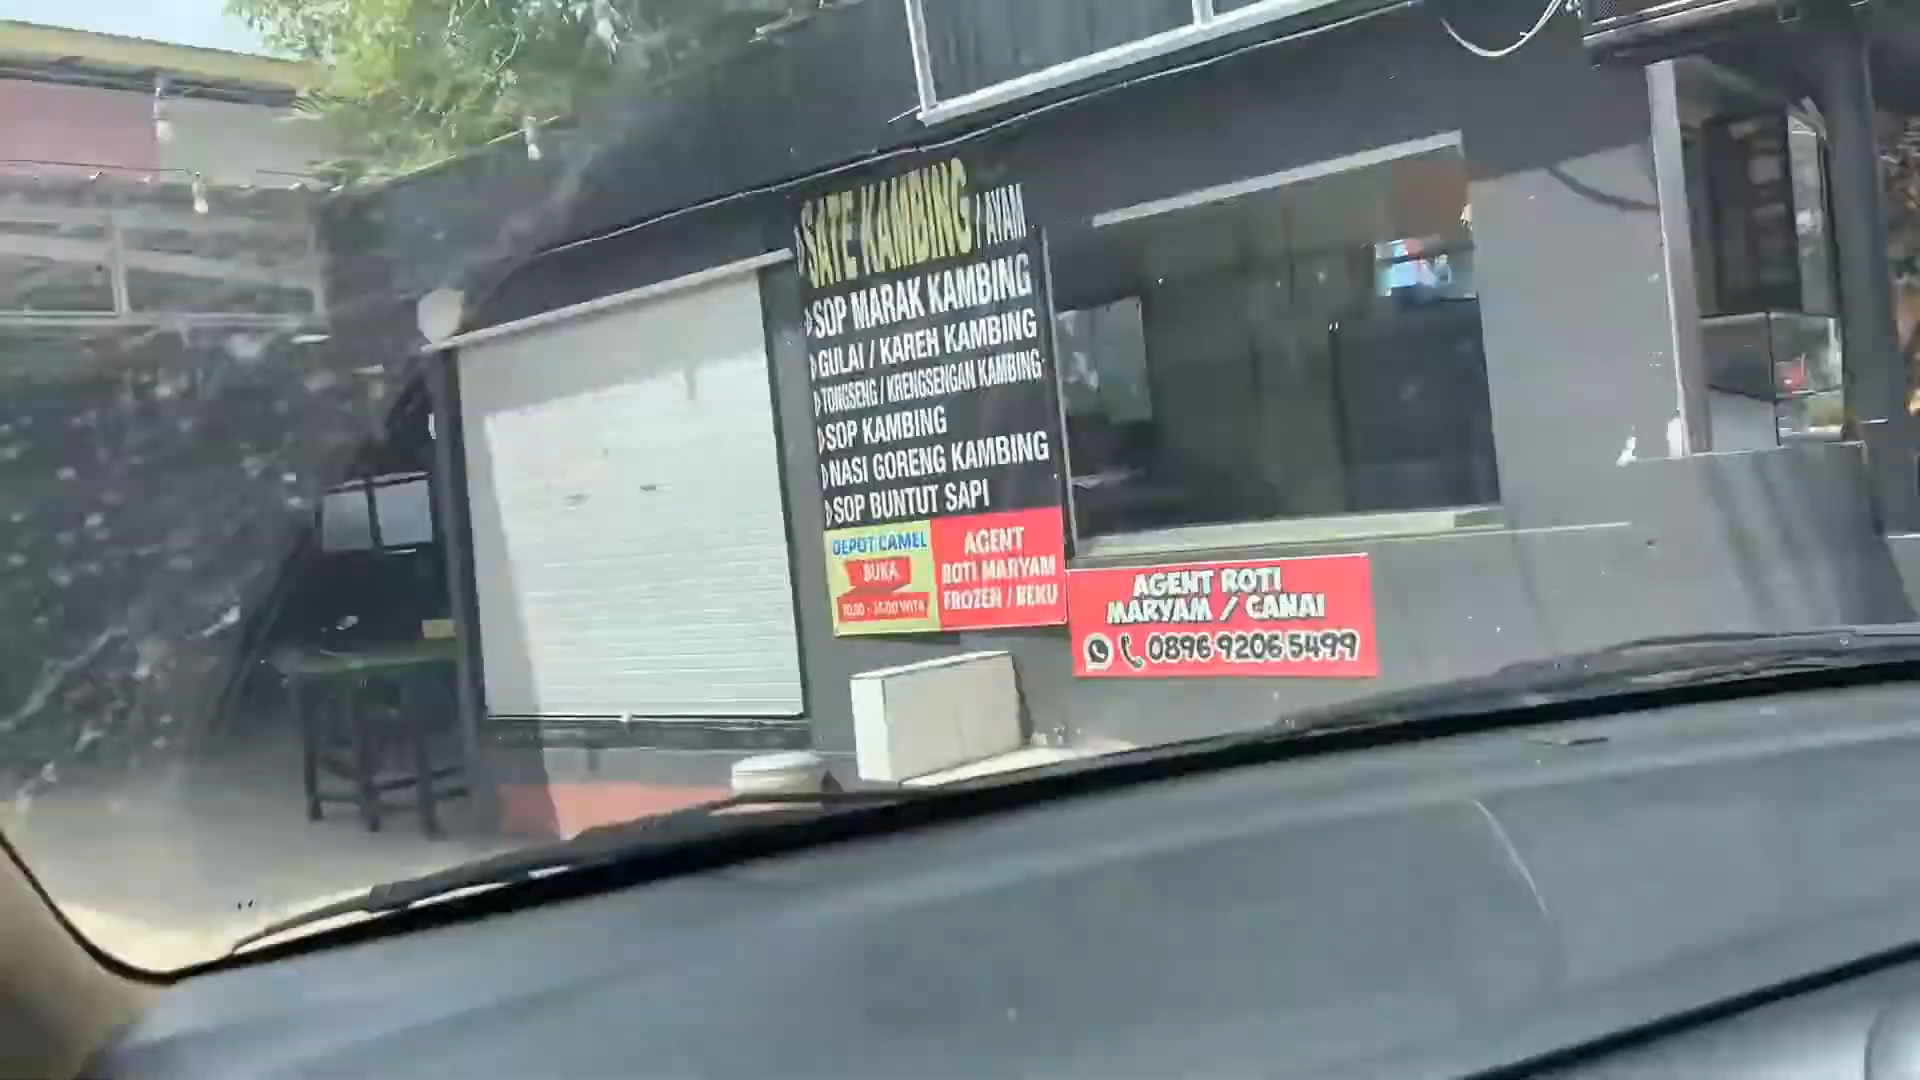 SATE KAMBING / AYAM
SOP MARAK KAMBING
GULAI / KAREH KAMBING
TONGSENG / KRENGSENGAN KAMBING
SOP KAMBING
NASI GORENG KAMBING
SOP BUNTUT SAPI
DEPOT CAMEL
BUKA
WITA
AGENT
ROTI MARYAM
FROZEN / BEKU
AGENT ROTI
MARYAM / CANAI
0896 9206 5499